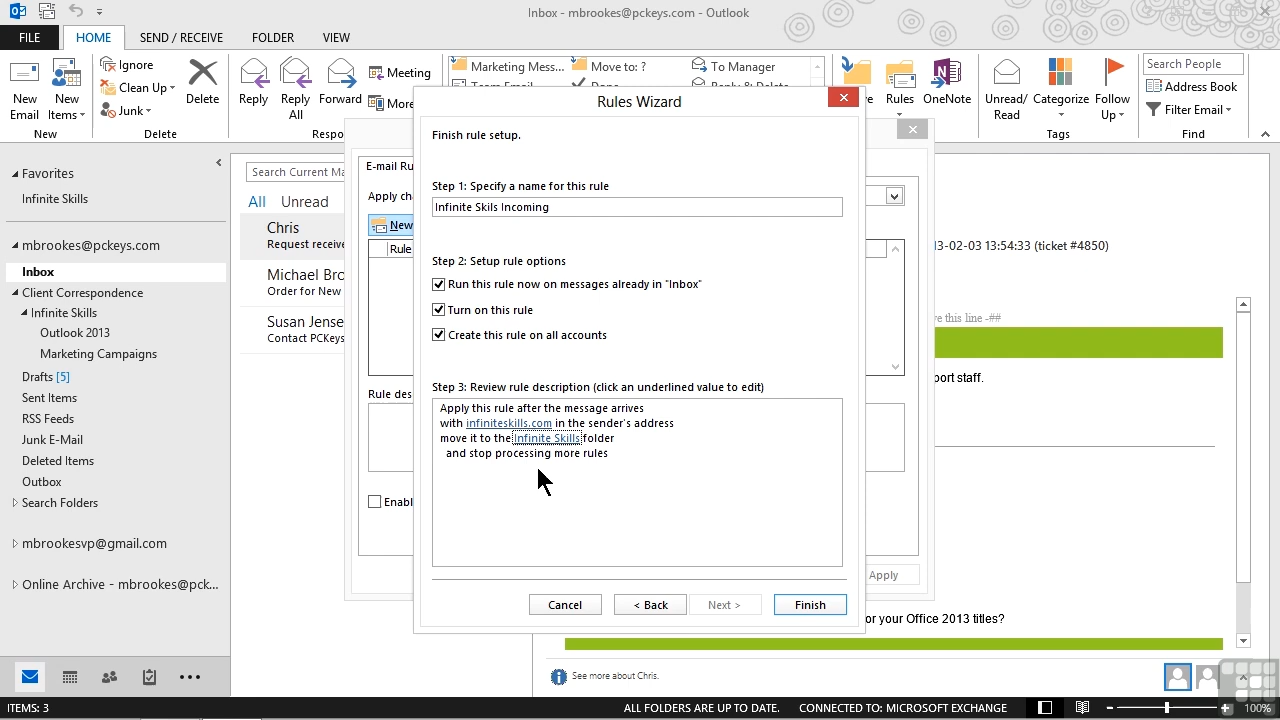 Inbox - mbrookes@pckeys.com - Outlook
FILE HOME SEND / RECEIVE FOLDER VIEW
New Email
New Items
New
Ignore
Clean Up
Junk
Delete
Delete
Reply
Reply All
Forward
Meeting
More
Respo
Marketing Mess...
Team Email
Move to: ?
Done
To Manager
Reply & Delete
Rules
OneNote
Unread/ Read
Categorize
Follow Up
Tags
Search People
Address Book
Filter Email
Find
Favorites
Infinite Skills
mbrookes@pckeys.com
Inbox
Client Correspondence
Infinite Skills
Outlook 2013
Marketing Campaigns
Drafts [5]
Sent Items
RSS Feeds
Junk E-Mail
Deleted Items
Outbox
Search Folders
mbrookesvp@gmail.com
Online Archive - mbrookes@pck...
Search Current Ma
All Unread
Chris
Request receive
Michael Bro
Order for New
Susan Jense
Contact PCKeys
E-mail Ru
Apply cha
New
Rule
Rule des
Enabl
Apply
Rules Wizard
Finish rule setup.
Step 1: Specify a name for this rule
Infinite Skils Incoming
Step 2: Setup rule options
Run this rule now on messages already in "Inbox"
Turn on this rule
Create this rule on all accounts
Step 3: Review rule description (click an underlined value to edit)
Apply this rule after the message arrives
with infiniteskills.com in the sender's address
move it to the Infinite Skills folder
and stop processing more rules
Cancel < Back Next > Finish
13-02-03 13:54:33 (ticket #4850)
e this line -##
port staff.
or your Office 2013 titles?
See more about Chris.
ITEMS: 3
ALL FOLDERS ARE UP TO DATE.
CONNECTED TO: MICROSOFT EXCHANGE
100%